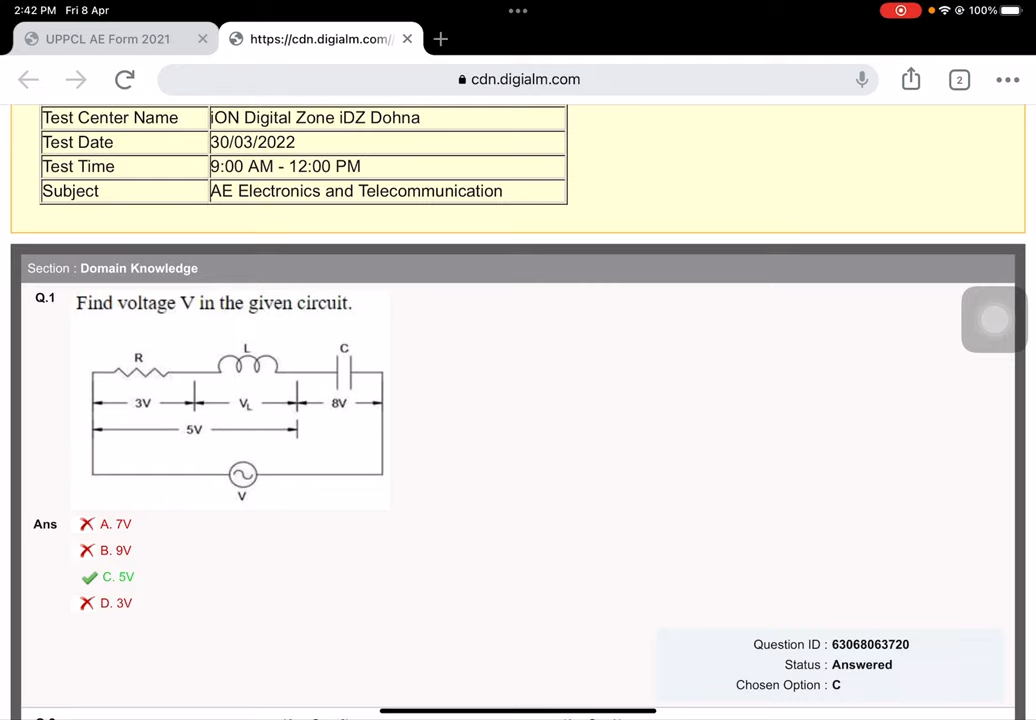 2:42 PM Fri 8 Apr
100%
UPPCL AE Form 2021
https://cdn.digialm.com//
cdn.digialm.com
2
Test Center Name iON Digital Zone iDZ Dohna
Test Date 30/03/2022
Test Time 9:00 AM - 12:00 PM
Subject AE Electronics and Telecommunication
Section : Domain Knowledge
Q.1 Find voltage V in the given circuit.
R L C
3V VL 8V
5V
V
Ans A. 7V
B. 9V
C. 5V
D. 3V
Question ID : 63068063720
Status : Answered
Chosen Option : C